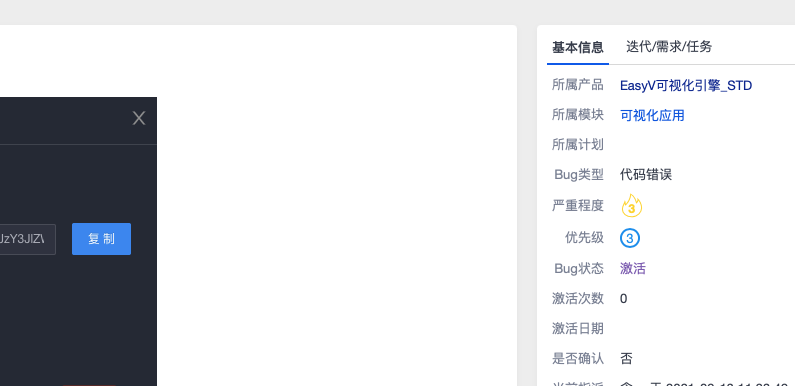 基本信息 迭代/需求/任务
所属产品 EasyV可视化引擎_STD
所属模块 可视化应用
所属计划
Bug类型 代码错误
严重程度 3
优先级 3
Bug状态 激活
激活次数 0
激活日期
是否确认 否
X
复 制